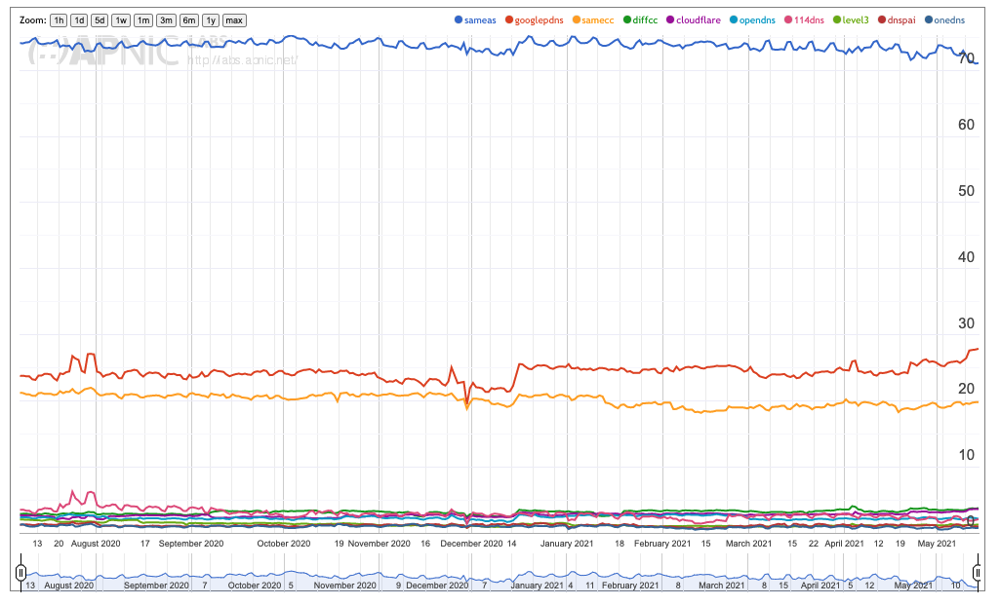 Zoom: 1h 1d 5d 1w 1m 3m 6m 1y max
sameas googlepdns samecc diffcc cloudflare opendns 114dns level3 dnspai onedns
LABS
(::)APNIC
http://labs.apnic.net/
70
60
50
40
30
20
10
0
13 20 August 2020 17 September 2020 October 2020 19 November 2020 16 December 2020 14 January 2021 18 February 2021 15 March 2021 15 22 April 2021 12 19 May 2021
13 August 2020 September 2020 7 October 2020 5 November 2020 9 December 2020 7 January 2021 4 11 February 2021 8 March 2021 8 15 April 2021 5 12 May 2021 10